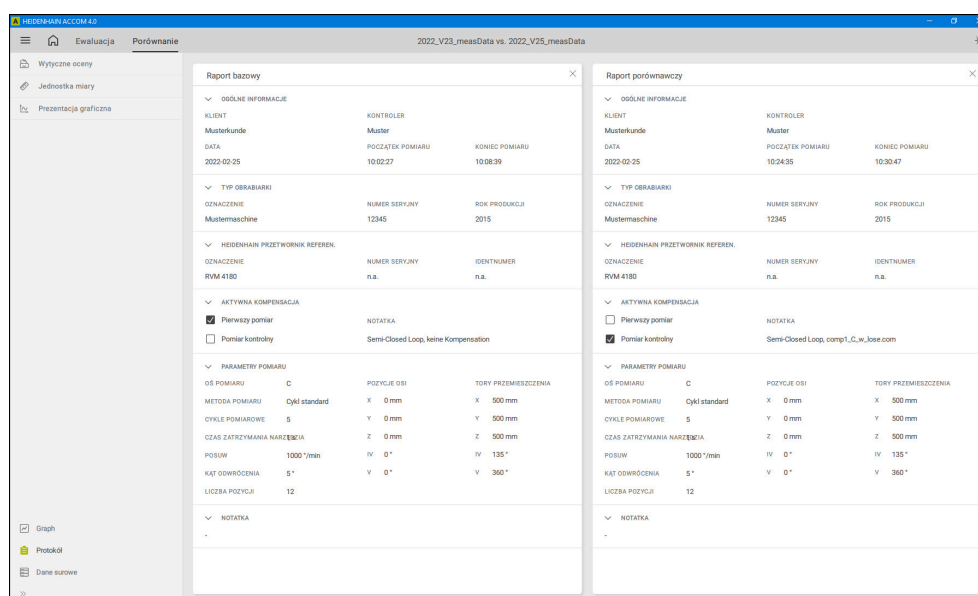 HEIDENHAIN ACCOM 4.0
Ewaluacja Porównanie 2022_V23_measData vs. 2022_V25_measData
Wytyczne oceny
Jednostka miary
Prezentacja graficzna
Raport bazowy
OGÓLNE INFORMACJE
KLIENT KONTROLER
Musterkunde Muster
DATA POCZĄTEK POMIARU KONIEC POMIARU
2022-02-25 10:02:27 10:08:39
TYP OBRABIARKI
OZNACZENIE NUMER SERYJNY ROK PRODUKCJI
Mustermaschine 12345 2015
HEIDENHAIN PRZETWORNIK REFEREN.
OZNACZENIE NUMER SERYJNY IDENTNUMER
RVM 4180 n.a. n.a.
AKTYWNA KOMPENSACJA
Pierwszy pomiar NOTATKA
Pomiar kontrolny Semi-Closed Loop, keine Kompensation
PARAMETRY POMIARU
OŚ POMIARU C POZYCJE OSI TORY PRZEMIESZCZENIA
METODA POMIARU Cykl standard X 0 mm X 500 mm
CYKLE POMIAROWE 5 Y 0 mm Y 500 mm
CZAS ZATRZYMANIA NARZĘDZIA Z 0 mm Z 500 mm
POSUW 1000 °/min IV 0 ° IV 135 °
KĄT ODWRÓCENIA 5 ° V 0 ° V 360 °
LICZBA POZYCJI 12
NOTATKA
-
Raport porównawczy
OGÓLNE INFORMACJE
KLIENT KONTROLER
Musterkunde Muster
DATA POCZĄTEK POMIARU KONIEC POMIARU
2022-02-25 10:24:35 10:30:47
TYP OBRABIARKI
OZNACZENIE NUMER SERYJNY ROK PRODUKCJI
Mustermaschine 12345 2015
HEIDENHAIN PRZETWORNIK REFEREN.
OZNACZENIE NUMER SERYJNY IDENTNUMER
RVM 4180 n.a. n.a.
AKTYWNA KOMPENSACJA
Pierwszy pomiar NOTATKA
Pomiar kontrolny Semi-Closed Loop, comp1_C_w_lose.com
PARAMETRY POMIARU
OŚ POMIARU C POZYCJE OSI TORY PRZEMIESZCZENIA
METODA POMIARU Cykl standard X 0 mm X 500 mm
CYKLE POMIAROWE 5 Y 0 mm Y 500 mm
CZAS ZATRZYMANIA NARZĘDZIA Z 0 mm Z 500 mm
POSUW 1000 °/min IV 0 ° IV 135 °
KĄT ODWRÓCENIA 5 ° V 0 ° V 360 °
LICZBA POZYCJI 12
NOTATKA
-
Graph
Protokół
Dane surowe